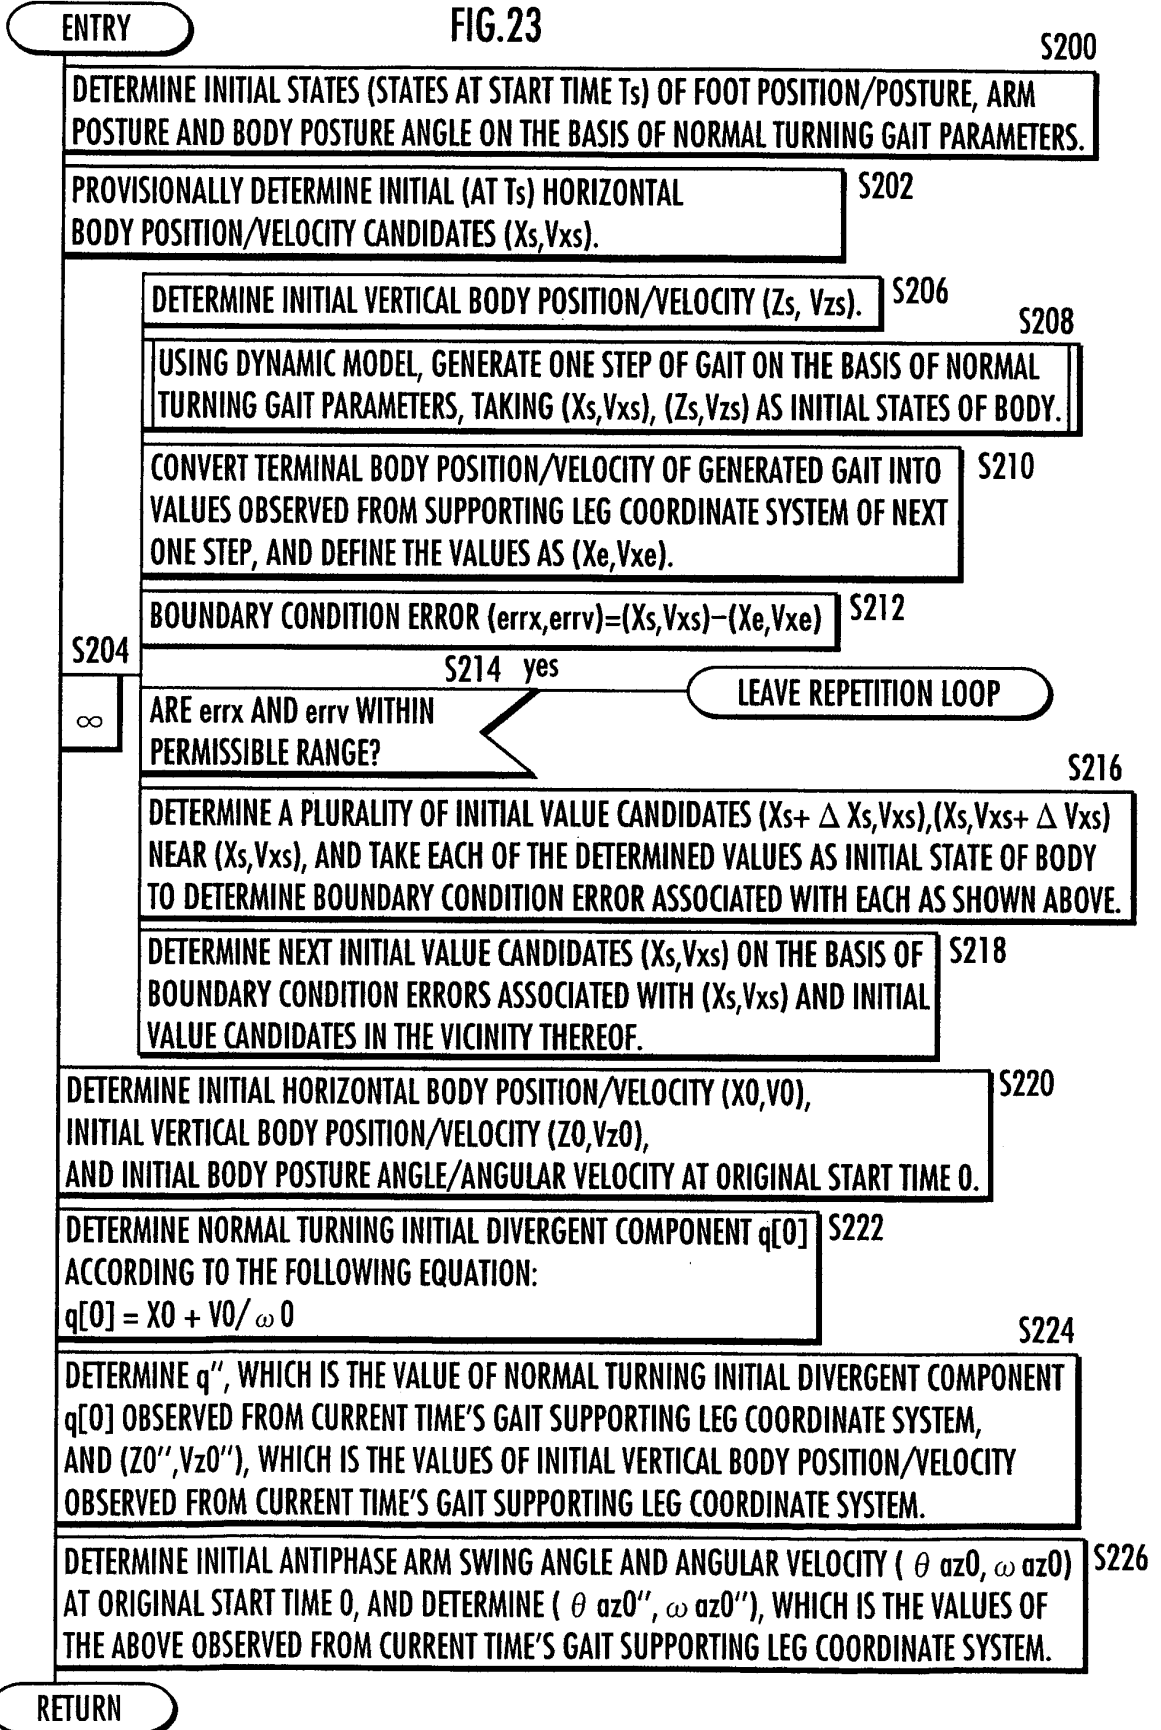 ENTRY
FIG.23
S200
DETERMINE INITIAL STATES (STATES AT START TIME Ts) OF FOOT POSITION/POSTURE, ARM
POSTURE AND BODY POSTURE ANGLE ON THE BASIS OF NORMAL TURNING GAIT PARAMETERS.
PROVISIONALLY DETERMINE INITIAL (AT Ts) HORIZONTAL
BODY POSITION/VELOCITY CANDIDATES (Xs,Vxs).
S202
DETERMINE INITIAL VERTICAL BODY POSITION/VELOCITY (Zs, Vzs).
S206
S208
USING DYNAMIC MODEL, GENERATE ONE STEP OF GAIT ON THE BASIS OF NORMAL
TURNING GAIT PARAMETERS, TAKING (Xs,Vxs), (Zs,Vzs) AS INITIAL STATES OF BODY.
CONVERT TERMINAL BODY POSITION/VELOCITY OF GENERATED GAIT INTO
VALUES OBSERVED FROM SUPPORTING LEG COORDINATE SYSTEM OF NEXT
ONE STEP, AND DEFINE THE VALUES AS (Xe,Vxe).
S210
BOUNDARY CONDITION ERROR (errx,errv)=(Xs,Vxs)−(Xe,Vxe)
S212
S204
∞
S214 yes
ARE errx AND errv WITHIN
PERMISSIBLE RANGE?
LEAVE REPETITION LOOP
S216
DETERMINE A PLURALITY OF INITIAL VALUE CANDIDATES (Xs+ Δ Xs,Vxs),(Xs,Vxs+ Δ Vxs)
NEAR (Xs,Vxs), AND TAKE EACH OF THE DETERMINED VALUES AS INITIAL STATE OF BODY
TO DETERMINE BOUNDARY CONDITION ERROR ASSOCIATED WITH EACH AS SHOWN ABOVE.
DETERMINE NEXT INITIAL VALUE CANDIDATES (Xs,Vxs) ON THE BASIS OF
BOUNDARY CONDITION ERRORS ASSOCIATED WITH (Xs,Vxs) AND INITIAL
VALUE CANDIDATES IN THE VICINITY THEREOF.
S218
DETERMINE INITIAL HORIZONTAL BODY POSITION/VELOCITY (X0,V0),
INITIAL VERTICAL BODY POSITION/VELOCITY (Z0,Vz0),
AND INITIAL BODY POSTURE ANGLE/ANGULAR VELOCITY AT ORIGINAL START TIME 0.
S220
DETERMINE NORMAL TURNING INITIAL DIVERGENT COMPONENT q[0]
ACCORDING TO THE FOLLOWING EQUATION:
q[0] = X0 + V0/ ω 0
S222
S224
DETERMINE q″, WHICH IS THE VALUE OF NORMAL TURNING INITIAL DIVERGENT COMPONENT
q[0] OBSERVED FROM CURRENT TIME'S GAIT SUPPORTING LEG COORDINATE SYSTEM,
AND (Z0″,Vz0″), WHICH IS THE VALUES OF INITIAL VERTICAL BODY POSITION/VELOCITY
OBSERVED FROM CURRENT TIME'S GAIT SUPPORTING LEG COORDINATE SYSTEM.
DETERMINE INITIAL ANTIPHASE ARM SWING ANGLE AND ANGULAR VELOCITY ( θ az0, ω az0)
AT ORIGINAL START TIME 0, AND DETERMINE ( θ az0″, ω az0″), WHICH IS THE VALUES OF
THE ABOVE OBSERVED FROM CURRENT TIME'S GAIT SUPPORTING LEG COORDINATE SYSTEM.
S226
RETURN